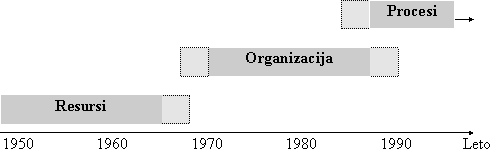 Procesi
Organizacija
Resursi
1950 1960 1970 1980 1990 Leto